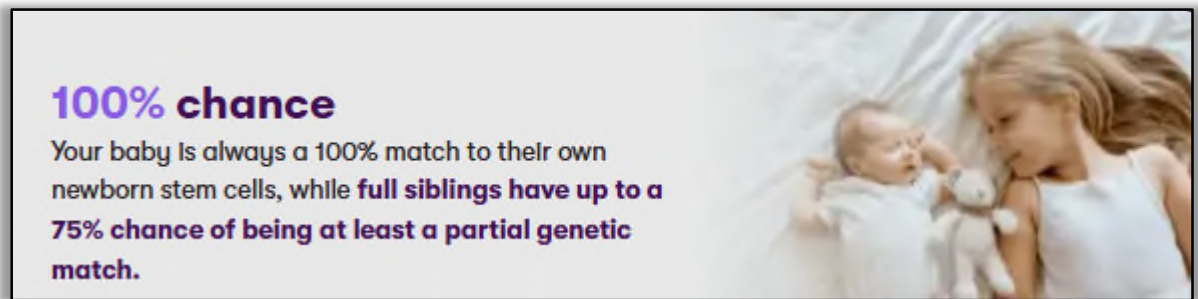 100% chance
Your baby is always a 100% match to their own
newborn stem cells, while full siblings have up to a
75% chance of being at least a partial genetic
match.